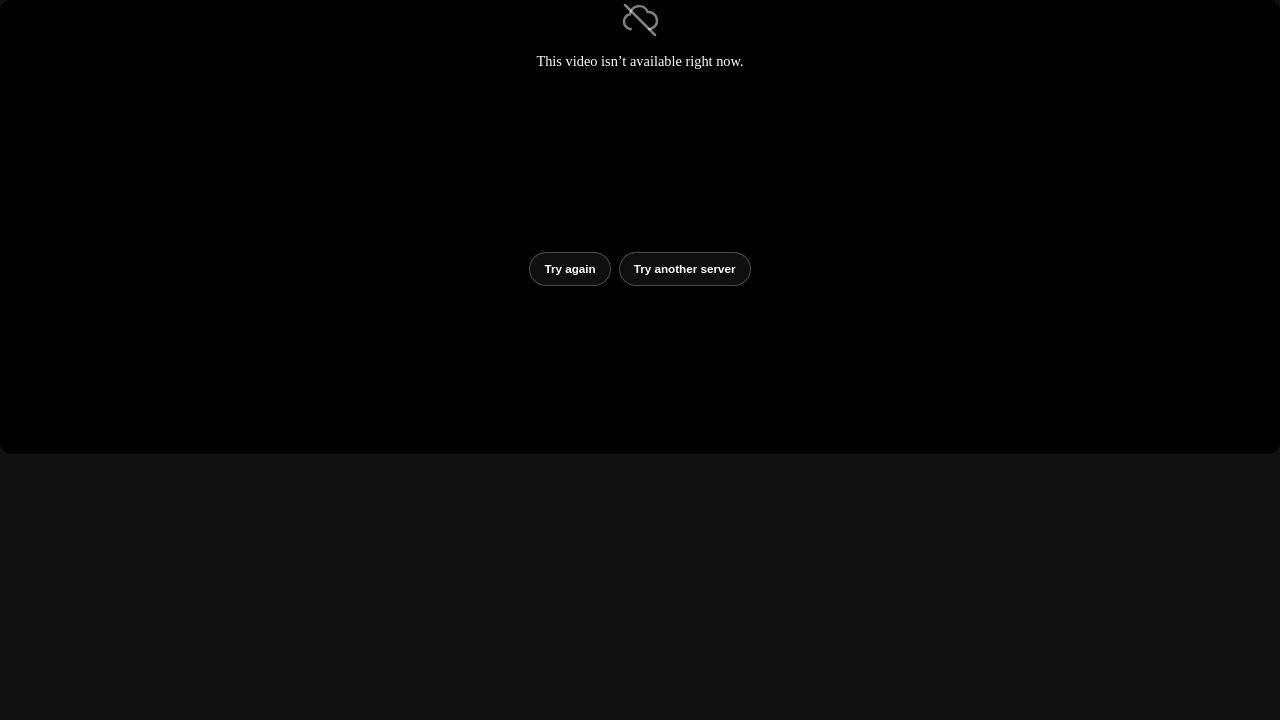 This video isn’t available right now.
Try again
Try another server